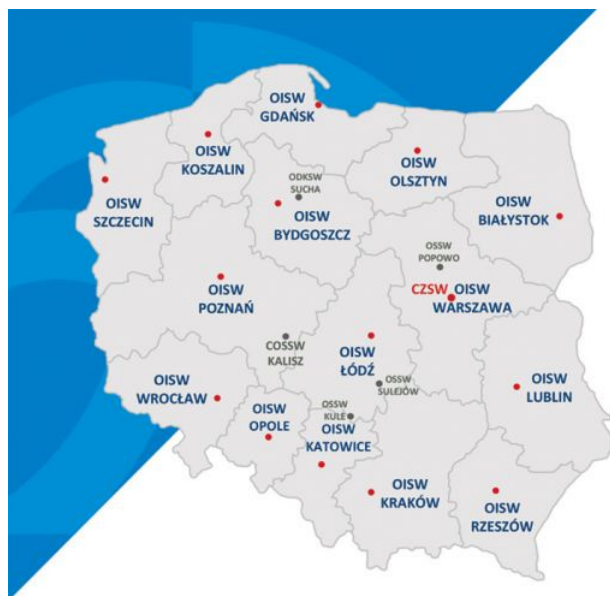 OISW
GDAŃSK
OISW
KOSZALIN
OISW
OLSZTYN
OISW
SZCZECIN
ODKSW
SUCHA
OISW
BYDGOSZCZ
OISW
BIAŁYSTOK
OSSW
POPOWO
OISW
POZNAŃ
CZSW OISW
WARSZAWA
COSSW
KALISZ
OISW
ŁÓDŹ
OSSW
SULEJÓW
OISW
WROCŁAW
OISW
LUBLIN
OISW
OPOLE
OSSW
KULE
OISW
KATOWICE
OISW
KRAKÓW
OISW
RZESZÓW